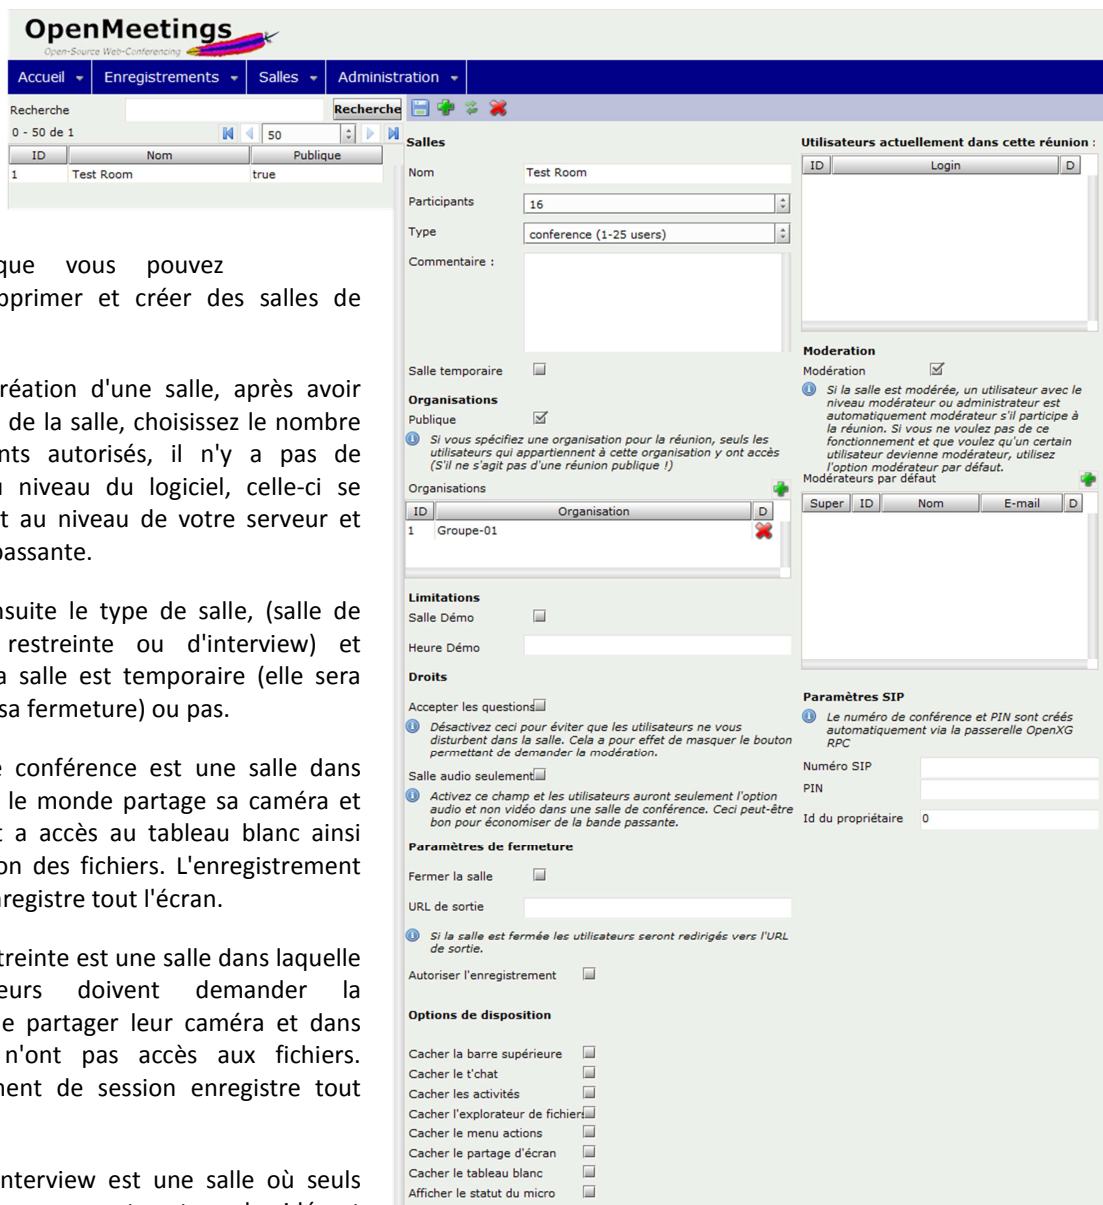 OpenMeetings
Open-Source Web-Conferencing
Accueil Enregistrements Salles Administration
Recherche Recherche
0 - 50 de 1 50
ID Nom Publique
1 Test Room true
que vous pouvez
pprimer et créer des salles de
réation d'une salle, après avoir
de la salle, choisissez le nombre
nts autorisés, il n'y a pas de
u niveau du logiciel, celle-ci se
t au niveau de votre serveur et
passante.
nsuite le type de salle, (salle de
restreinte ou d'interview) et
a salle est temporaire (elle sera
sa fermeture) ou pas.
e conférence est une salle dans
le monde partage sa caméra et
t a accès au tableau blanc ainsi
on des fichiers. L'enregistrement
nregistre tout l'écran.
treinte est une salle dans laquelle
eurs doivent demander la
e partager leur caméra et dans
n'ont pas accès aux fichiers.
ment de session enregistre tout
interview est une salle où seuls
Salles
Nom Test Room
Participants 16
Type conference (1-25 users)
Commentaire :
Salle temporaire
Organisations
Publique
Si vous spécifiez une organisation pour la réunion, seuls les
utilisateurs qui appartiennent à cette organisation y ont accès
(S'il ne s'agit pas d'une réunion publique !)
Organisations
ID Organisation D
1 Groupe-01
Limitations
Salle Démo
Heure Démo
Droits
Accepter les questions
Désactivez ceci pour éviter que les utilisateurs ne vous
disturbent dans la salle. Cela a pour effet de masquer le bouton
permettant de demander la modération.
Salle audio seulement
Activez ce champ et les utilisateurs auront seulement l'option
audio et non vidéo dans une salle de conférence. Ceci peut-être
bon pour économiser de la bande passante.
Paramètres de fermeture
Fermer la salle
URL de sortie
Si la salle est fermée les utilisateurs seront redirigés vers l'URL
de sortie.
Autoriser l'enregistrement
Options de disposition
Cacher la barre supérieure
Cacher le t'chat
Cacher les activités
Cacher l'explorateur de fichiers
Cacher le menu actions
Cacher le partage d'écran
Cacher le tableau blanc
Afficher le statut du micro
Utilisateurs actuellement dans cette réunion :
ID Login D
Moderation
Modération
Si la salle est modérée, un utilisateur avec le
niveau modérateur ou administrateur est
automatiquement modérateur s'il participe à
la réunion. Si vous ne voulez pas de ce
fonctionnement et que voulez qu'un certain
utilisateur devienne modérateur, utilisez
l'option modérateur par défaut.
Modérateurs par défaut
Super ID Nom E-mail D
Paramètres SIP
Le numéro de conférence et PIN sont créés
automatiquement via la passerelle OpenXG
RPC
Numéro SIP
PIN
Id du propriétaire 0